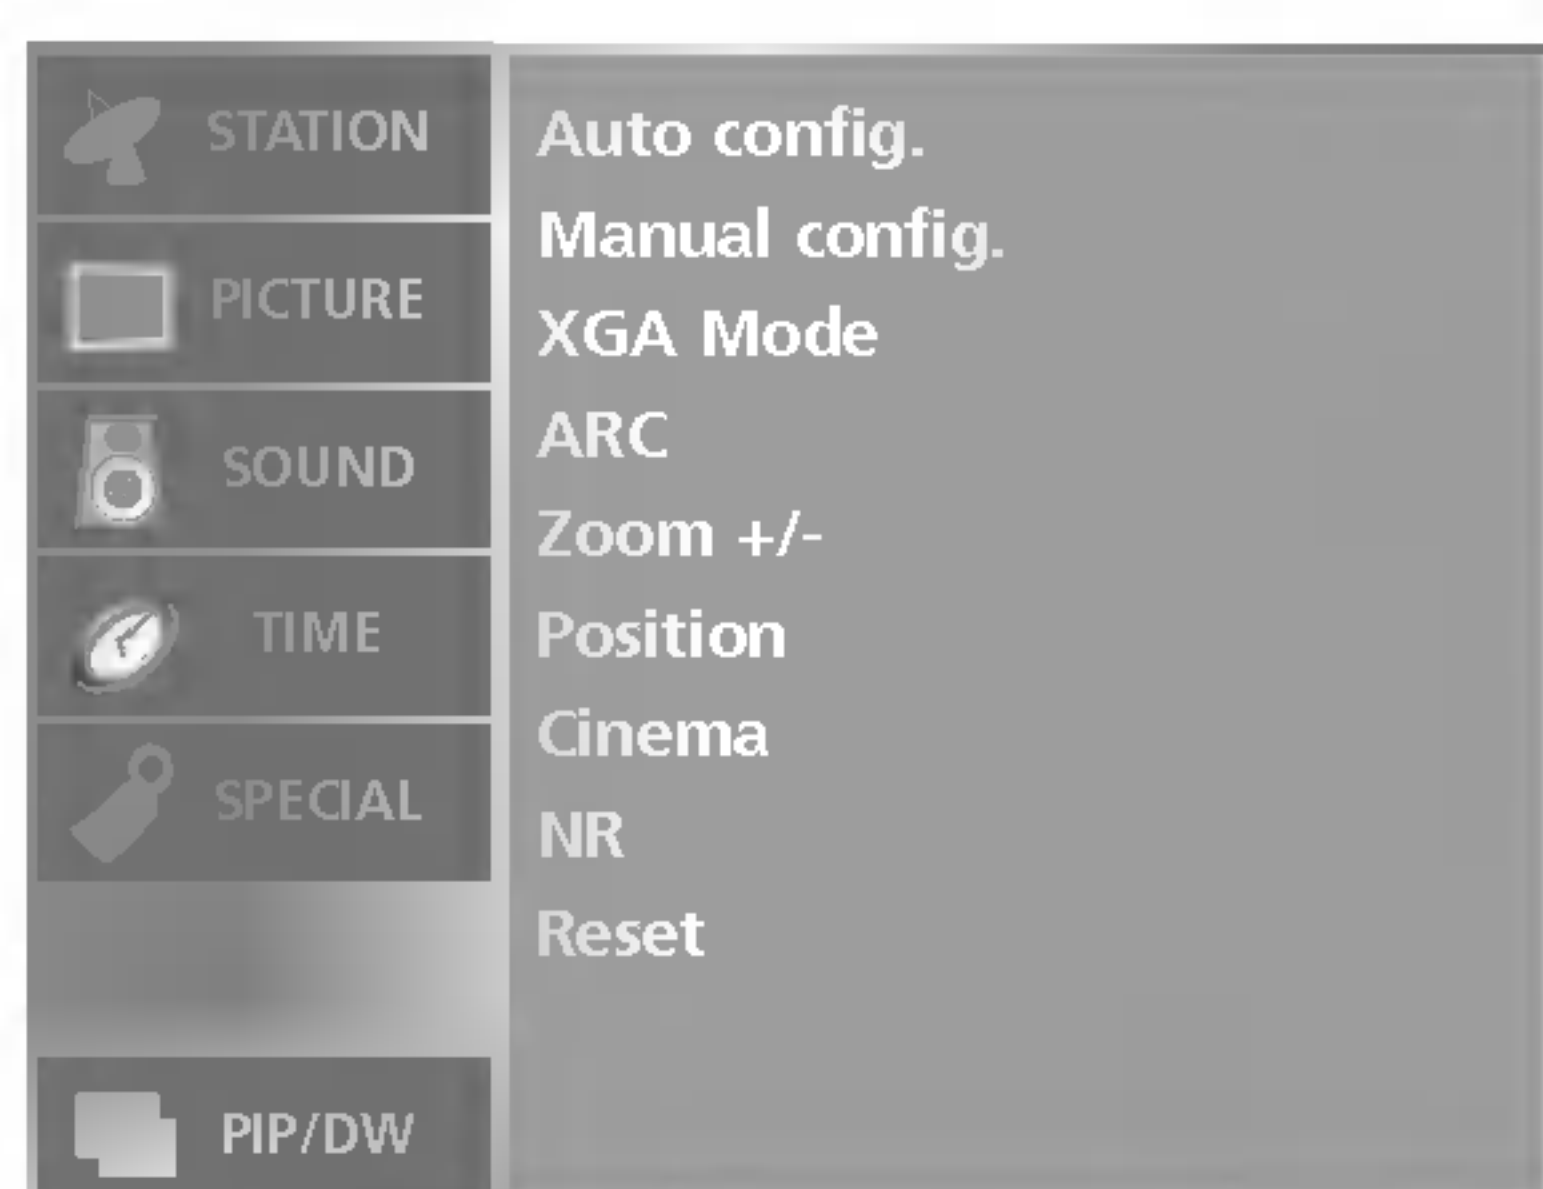 STATION
PICTURE
SOUND
TIME
SPECIAL
PIP/DW
Auto config.
Manual config.
XGA Mode
ARC
Zoom +/-
Position
Cinema
NR
Reset